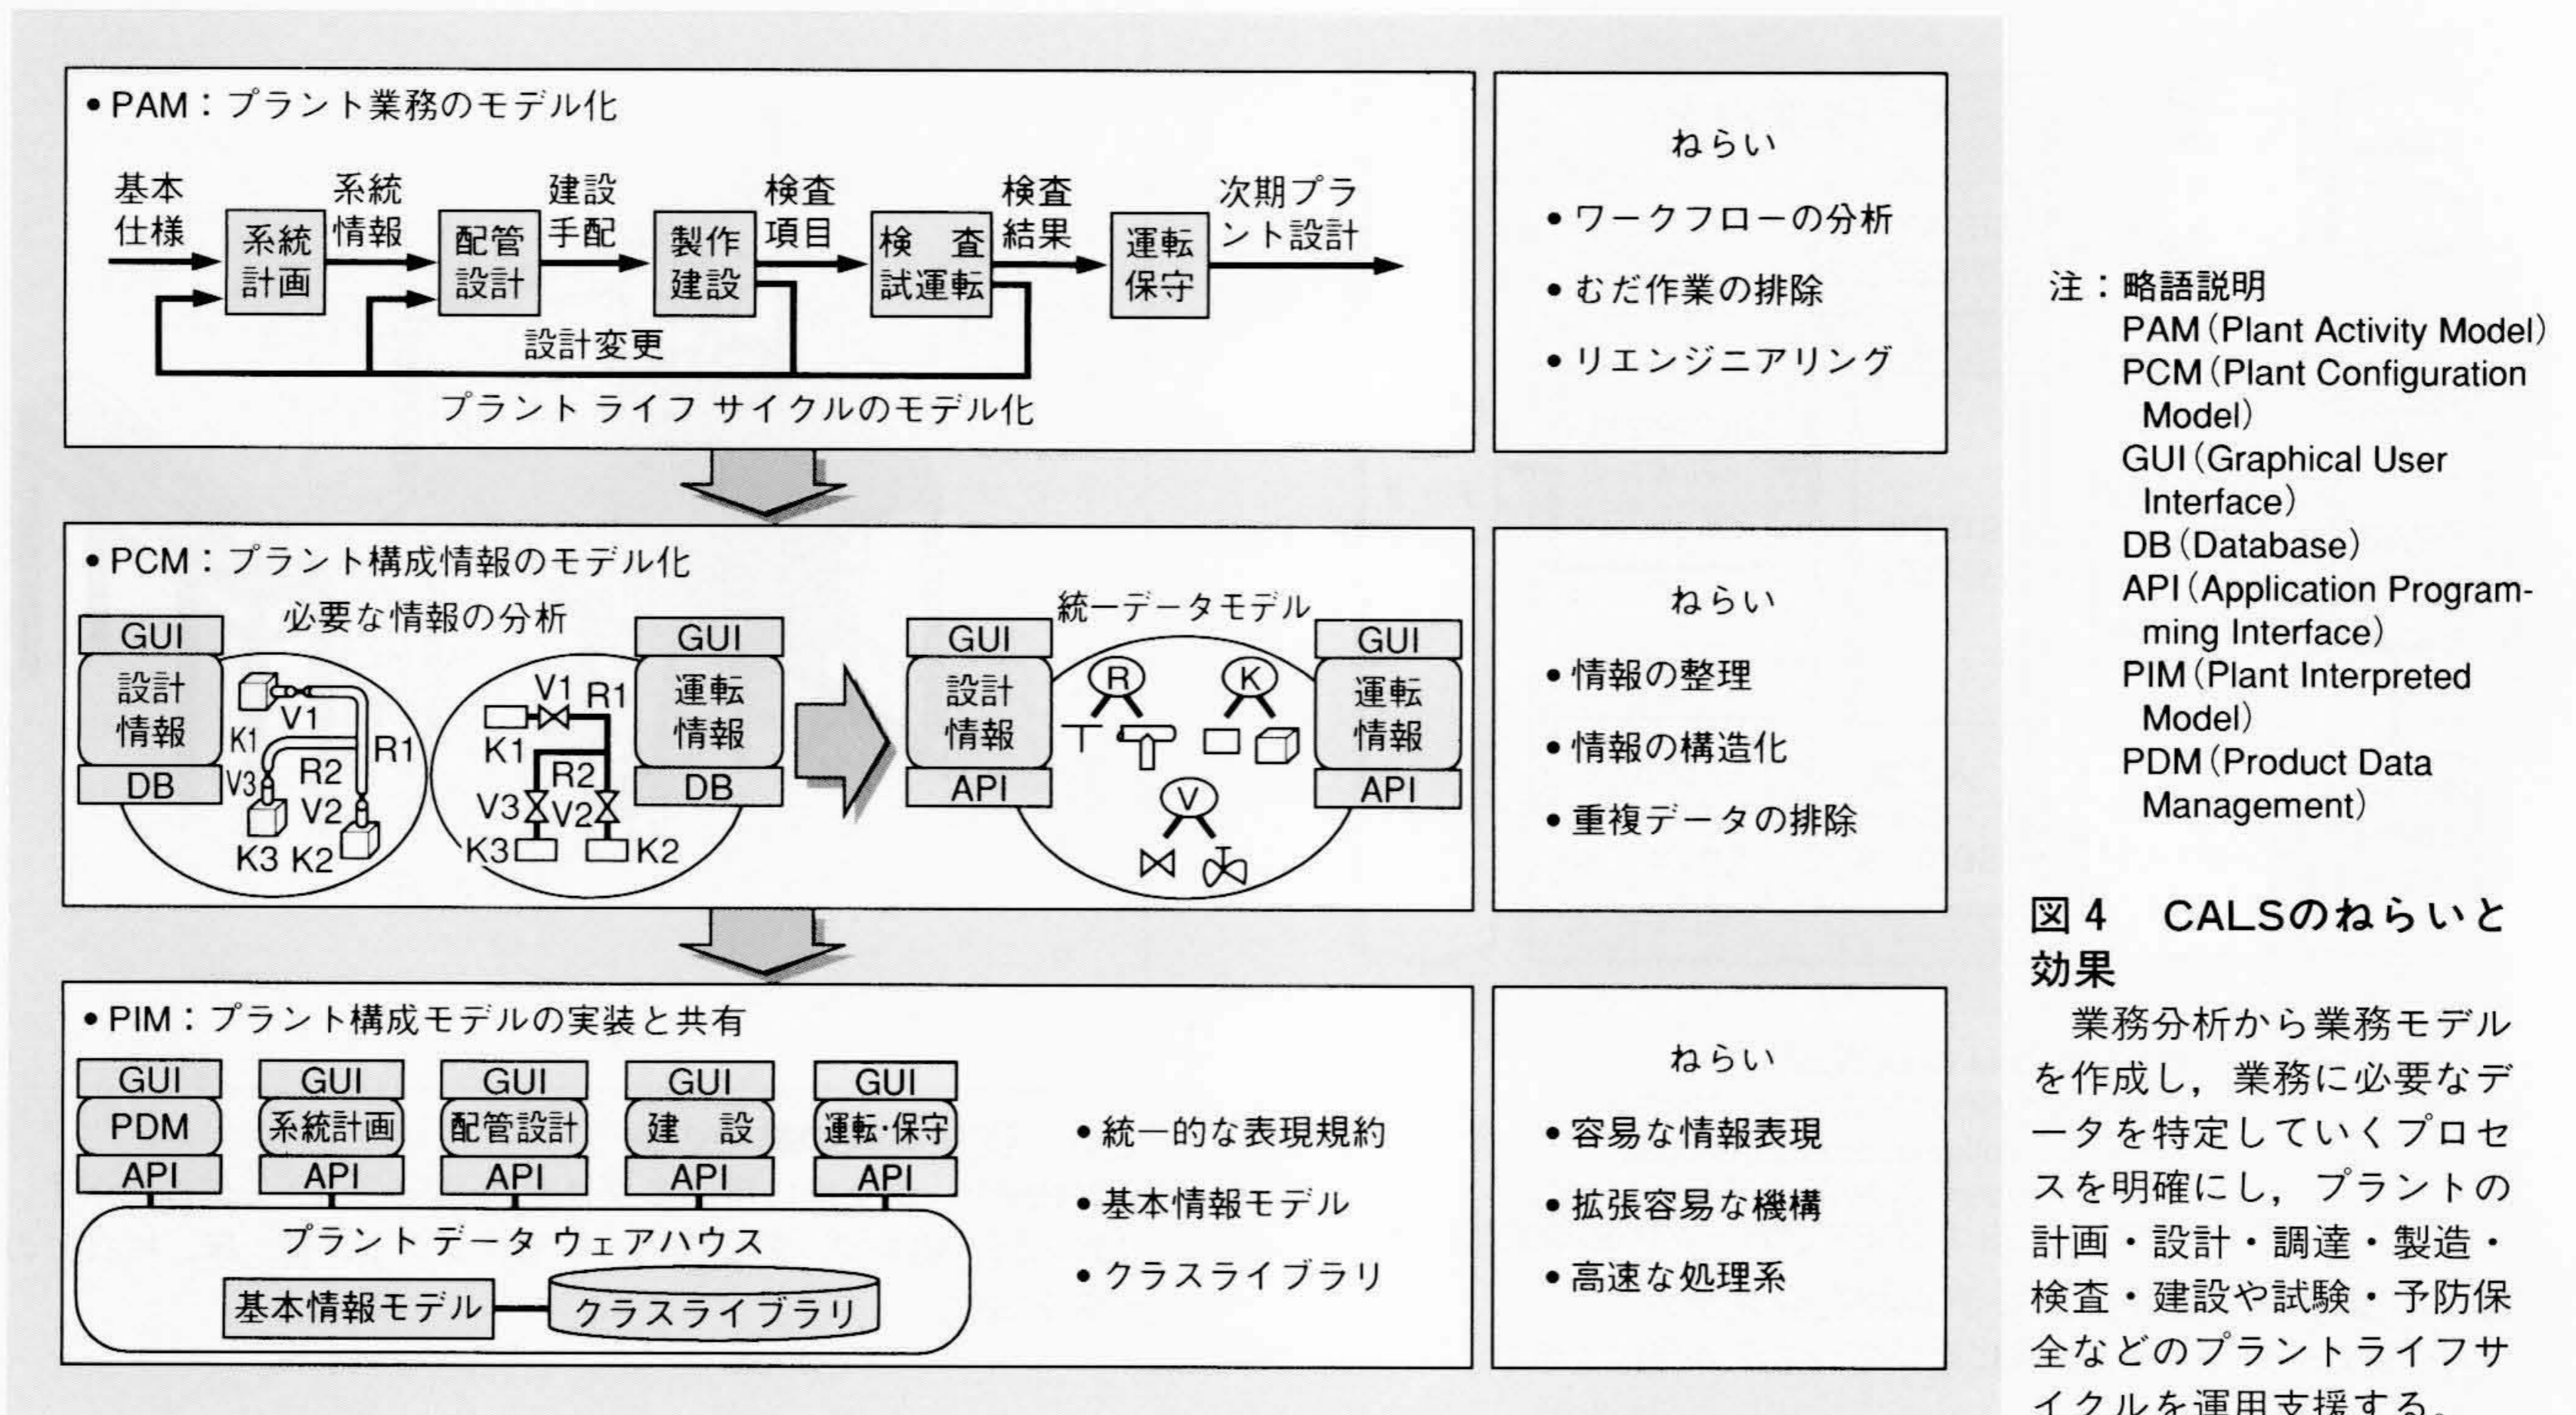 • PAM：プラント業務のモデル化
基本
仕様
系統
計画
系統
情報
配管
設計
建設
手配
製作
建設
検査
項目
検　査
試運転
検査
結果
運転
保守
次期プラ
ント設計
設計変更
プラント ライフ サイクルのモデル化
ねらい
• ワークフローの分析
• むだ作業の排除
• リエンジニアリング
• PCM：プラント構成情報のモデル化
必要な情報の分析
GUI
設計
情報
DB
V1
K1
R1
V3
R2
V2
K3 K2
V1
R1
K1
R2
V3
V2
K3
K2
GUI
運転
情報
DB
統一データモデル
GUI
設計
情報
API
R
K
V
GUI
運転
情報
API
ねらい
• 情報の整理
• 情報の構造化
• 重複データの排除
• PIM：プラント構成モデルの実装と共有
GUI
PDM
API
GUI
系統計画
API
GUI
配管設計
API
GUI
建　設
API
GUI
運転・保守
API
プラント データ ウェアハウス
基本情報モデル
クラスライブラリ
• 統一的な表現規約
• 基本情報モデル
• クラスライブラリ
ねらい
• 容易な情報表現
• 拡張容易な機構
• 高速な処理系
注：略語説明
PAM（Plant Activity Model）
PCM（Plant Configuration
Model）
GUI（Graphical User
Interface）
DB（Database）
API（Application Program-
ming Interface）
PIM（Plant Interpreted
Model）
PDM（Product Data
Management）
図4　CALSのねらいと
効果
業務分析から業務モデル
を作成し，業務に必要なデ
ータを特定していくプロセ
スを明確にし，プラントの
計画・設計・調達・製造・
検査・建設や試験・予防保
全などのプラントライフサ
イクルを運用支援する。